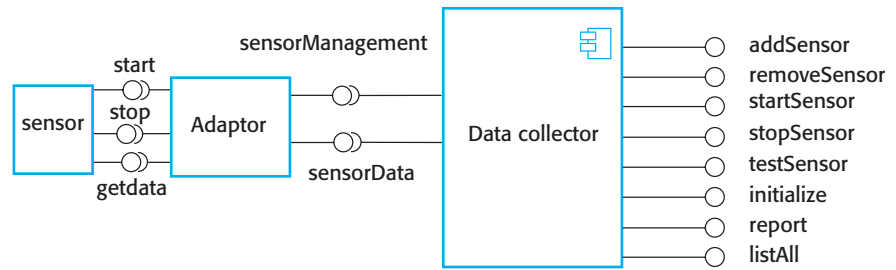 sensorManagement
start
stop
sensor
getdata
Adaptor
sensorData
Data collector
addSensor
removeSensor
startSensor
stopSensor
testSensor
initialize
report
listAll